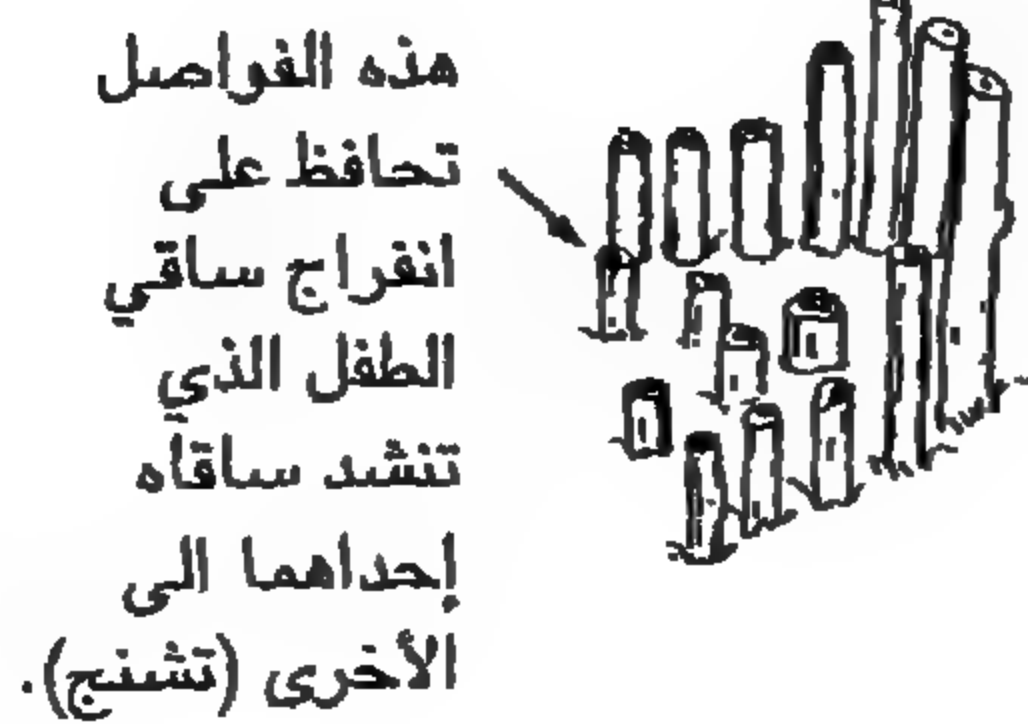 هذه الفواصل
تحافظ على
انفراج ساقي
الطفل الذي
تنشد ساقاه
إحداهما الى
الأخرى (تشنج).